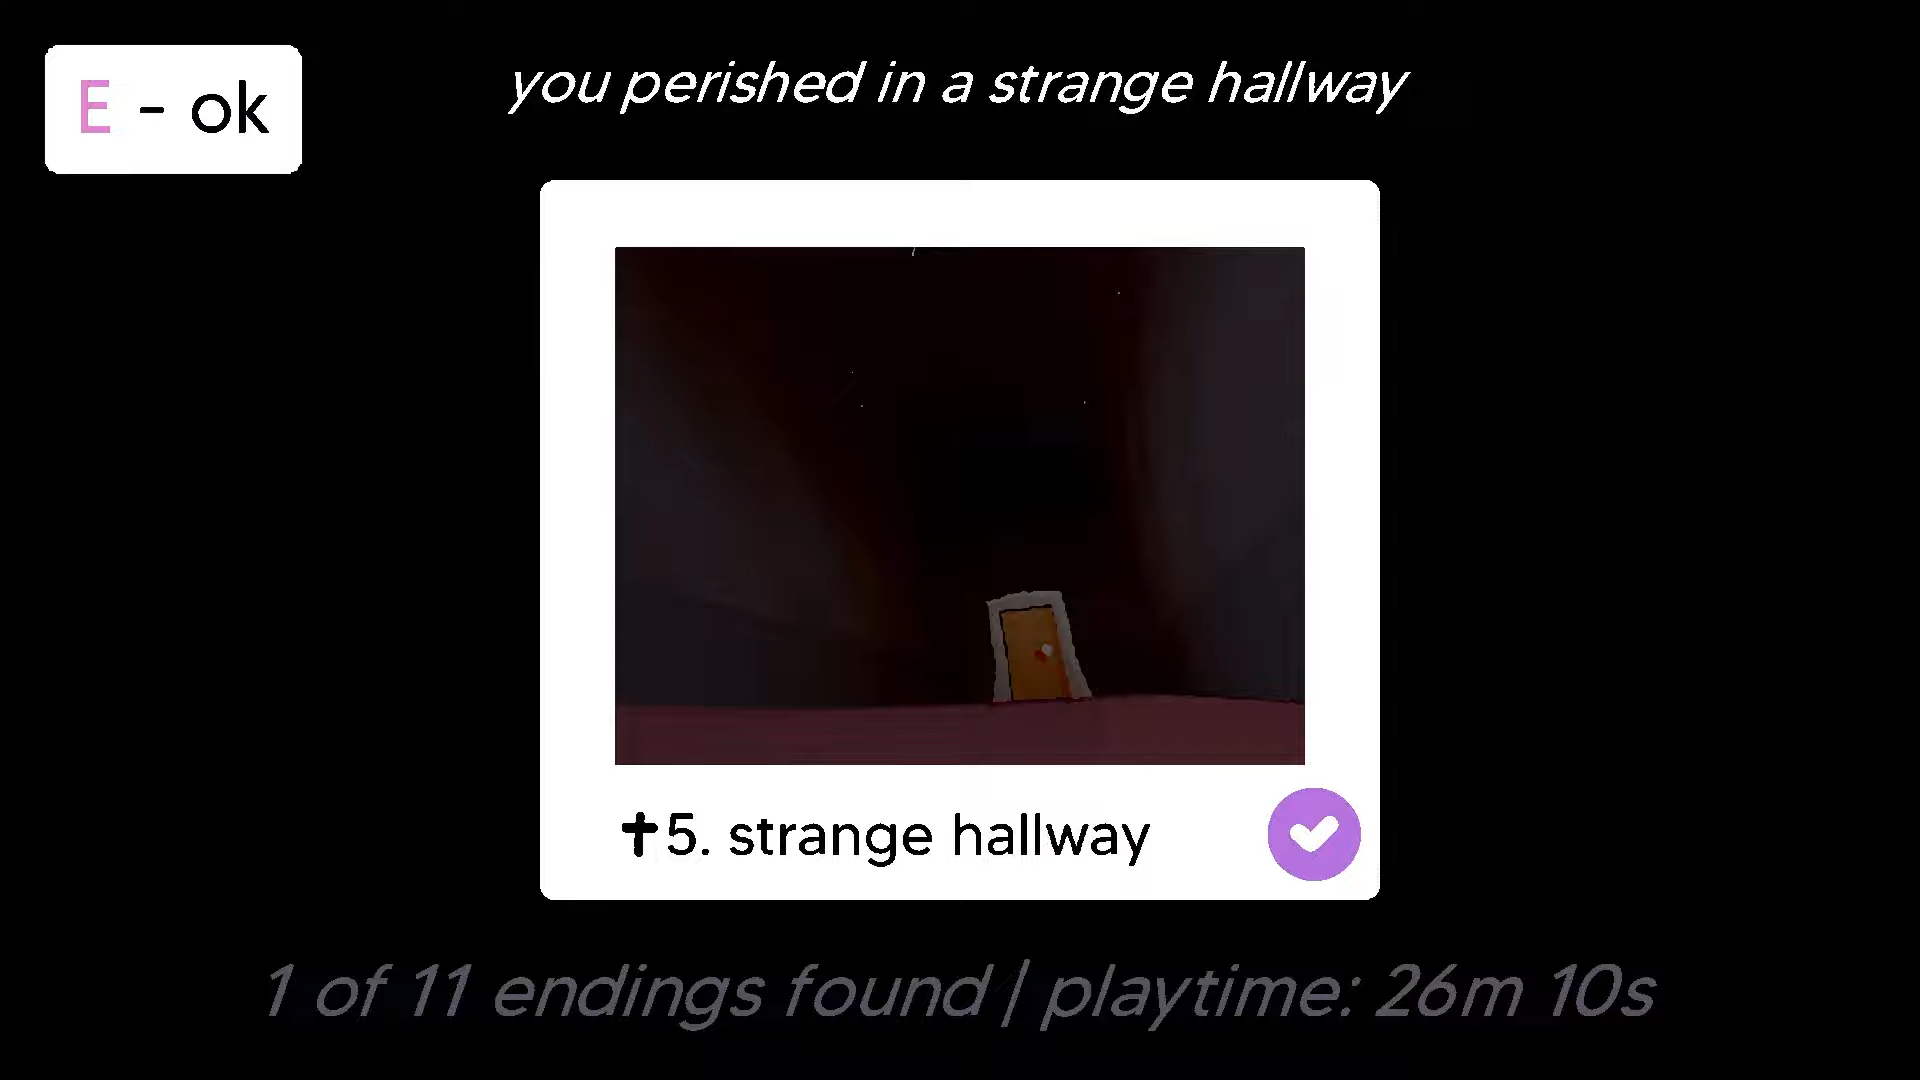 E - ok
you perished in a strange hallway
✝5. strange hallway
1 of 11 endings found | playtime: 26m 10s